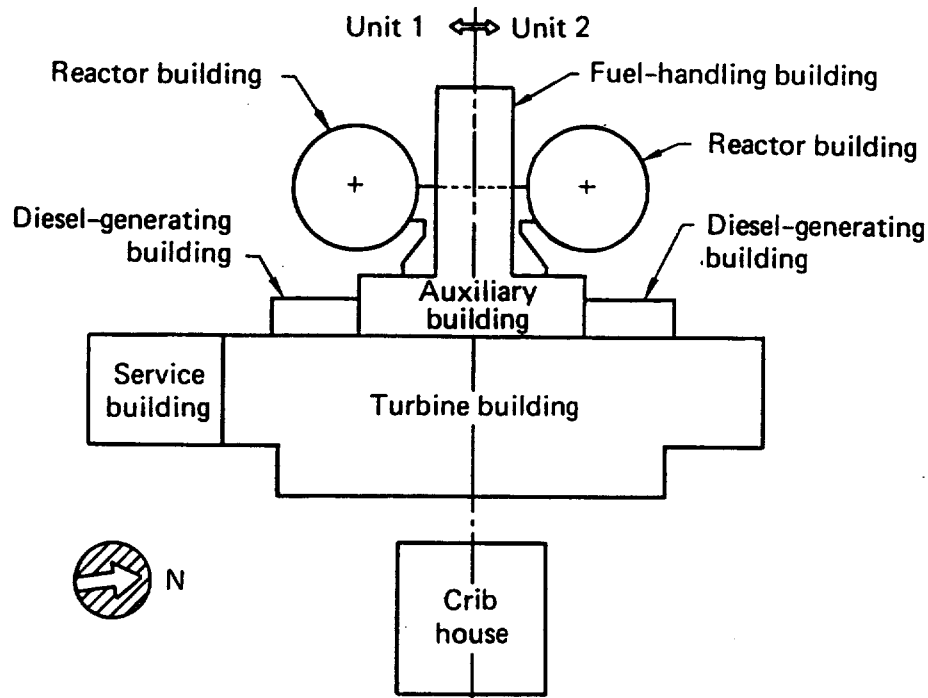 Unit 1
Unit 2
Reactor building
Fuel-handling building
Reactor building
Diesel-generating
building
Diesel-generating
building
Auxiliary
building
Service
building
Turbine building
N
Crib
house